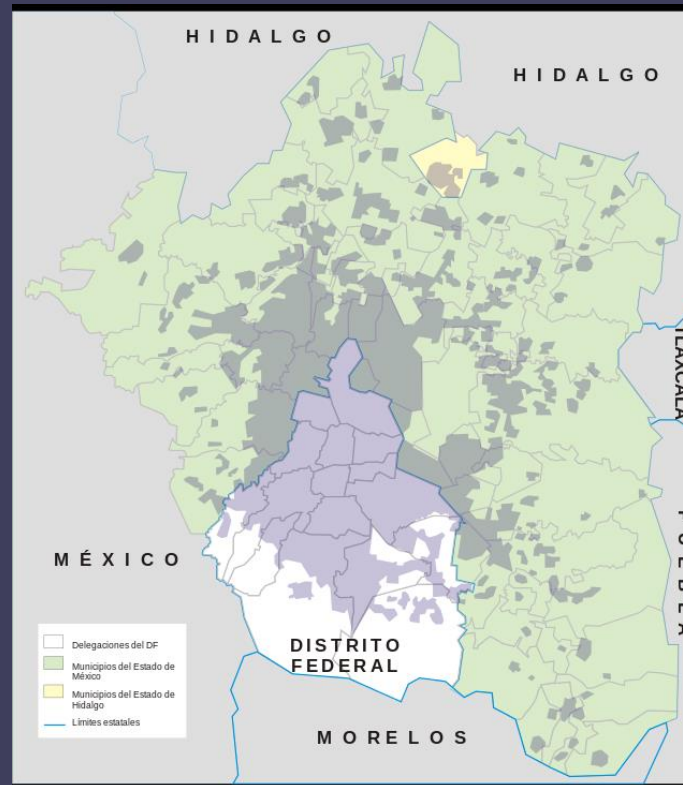 HIDALGO
HIDALGO
TLAXCALA
PUEBLA
MÉXICO
DISTRITO
FEDERAL
MORELOS
Delegaciones del DF
Municipios del Estado de
México
Municipios del Estado de
Hidalgo
Límites estatales